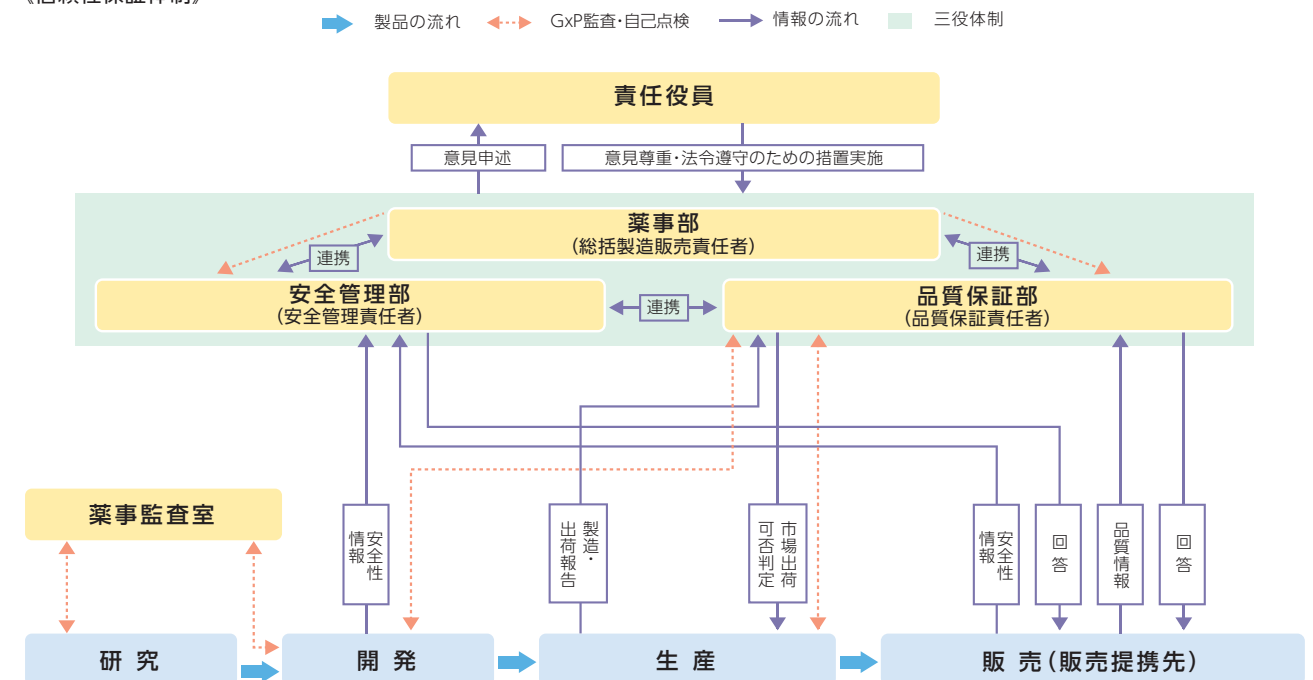 《信頼性保証体制》
製品の流れ
GxP監査・自己点検
情報の流れ
三役体制
責任役員
意見申述
意見尊重・法令遵守のための措置実施
薬事部
(総括製造販売責任者)
連携
連携
安全管理部
(安全管理責任者)
連携
品質保証部
(品質保証責任者)
薬事監査室
安全性
情報
製造・
出荷報告
市場出荷
可否判定
安全性
情報
回答
品質情報
回答
研究
開発
生産
販売(販売提携先)